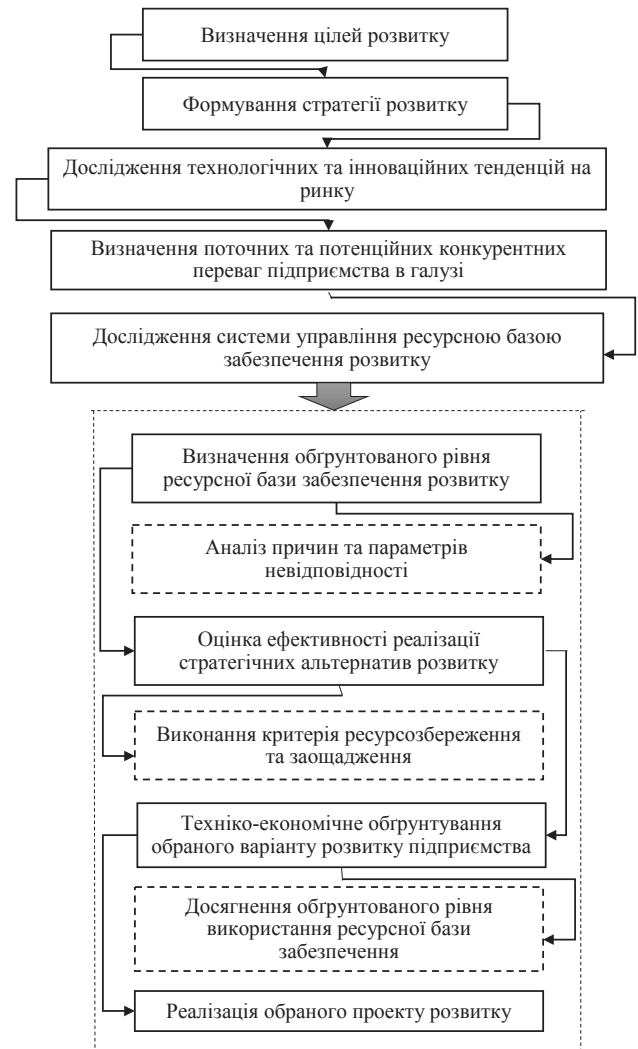 Визначення цілей розвитку
Формування стратегії розвитку
Дослідження технологічних та інноваційних тенденцій на
ринку
Визначення поточних та потенційних конкурентних
переваг підприємства в галузі
Дослідження системи управління ресурсною базою
забезпечення розвитку
Визначення обґрунтованого рівня
ресурсної бази забезпечення розвитку
Аналіз причин та параметрів
невідповідності
Оцінка ефективності реалізації
стратегічних альтернатив розвитку
Виконання критерія ресурсозбереження
та заощадження
Техніко-економічне обґрунтування
обраного варіанту розвитку підприємства
Досягнення обґрунтованого рівня
використання ресурсної бази
забезпечення
Реалізація обраного проекту розвитку